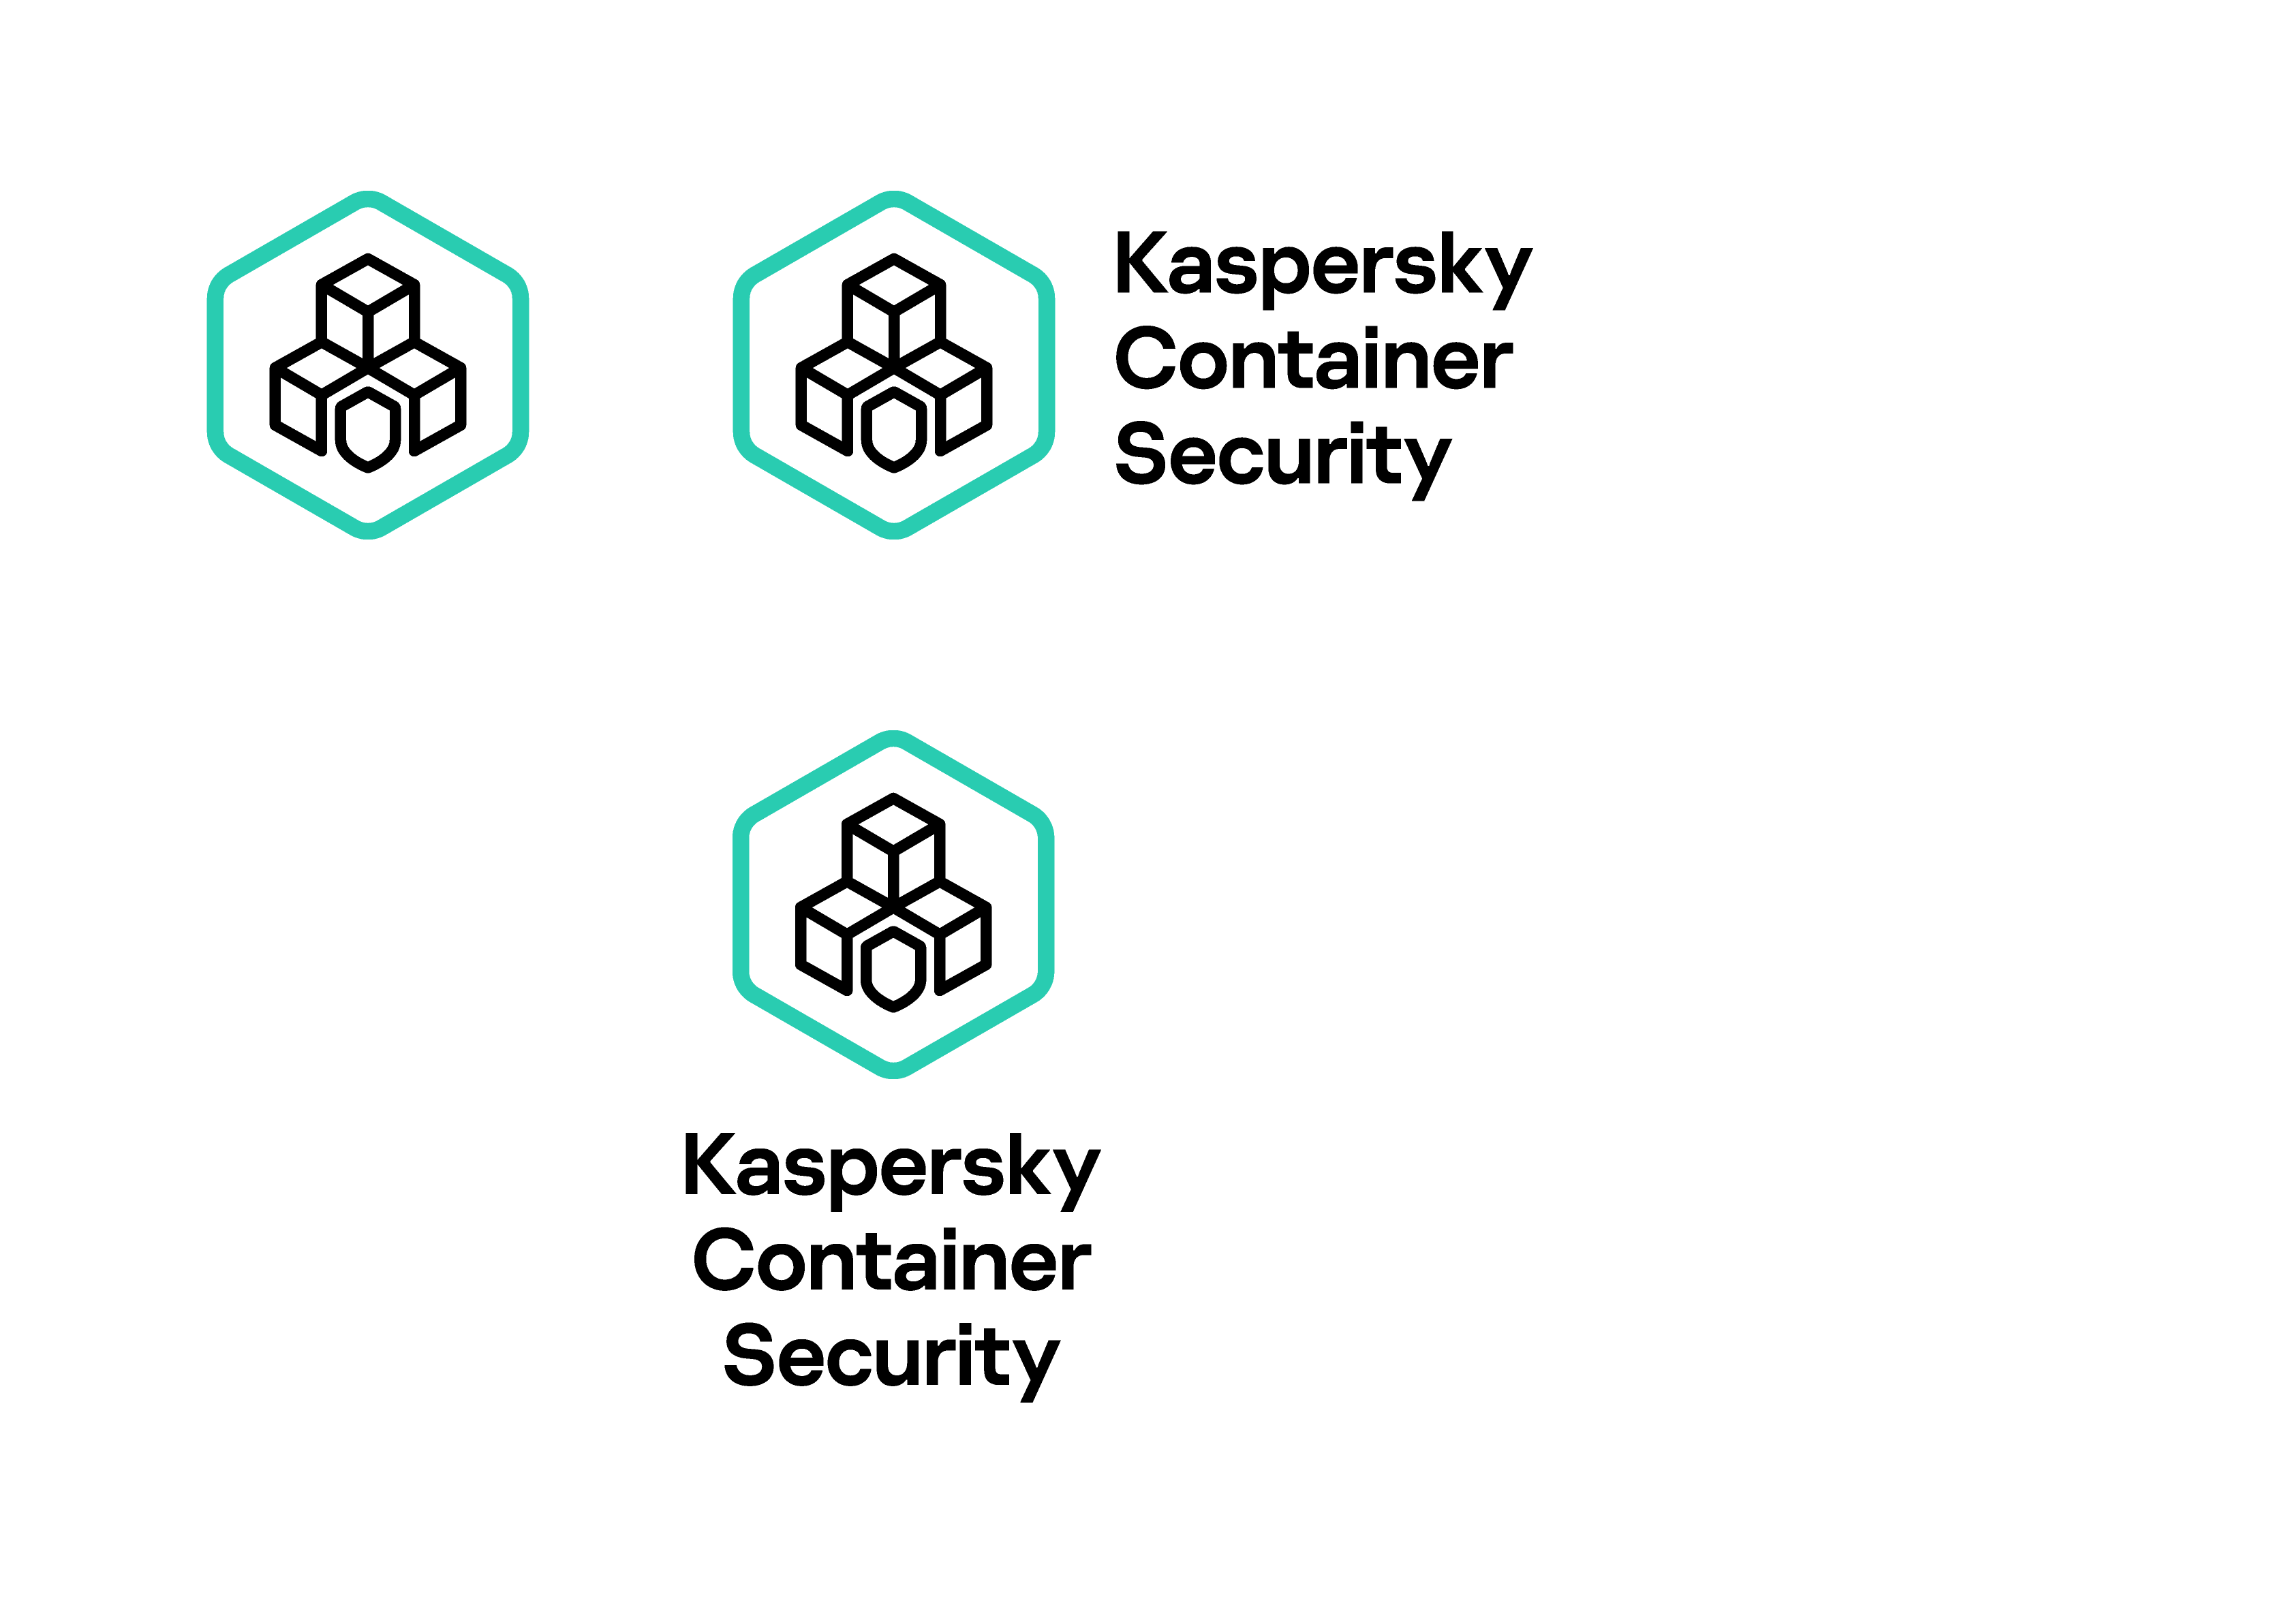 Kaspersky
Container
Security
Kaspersky
Container
Security